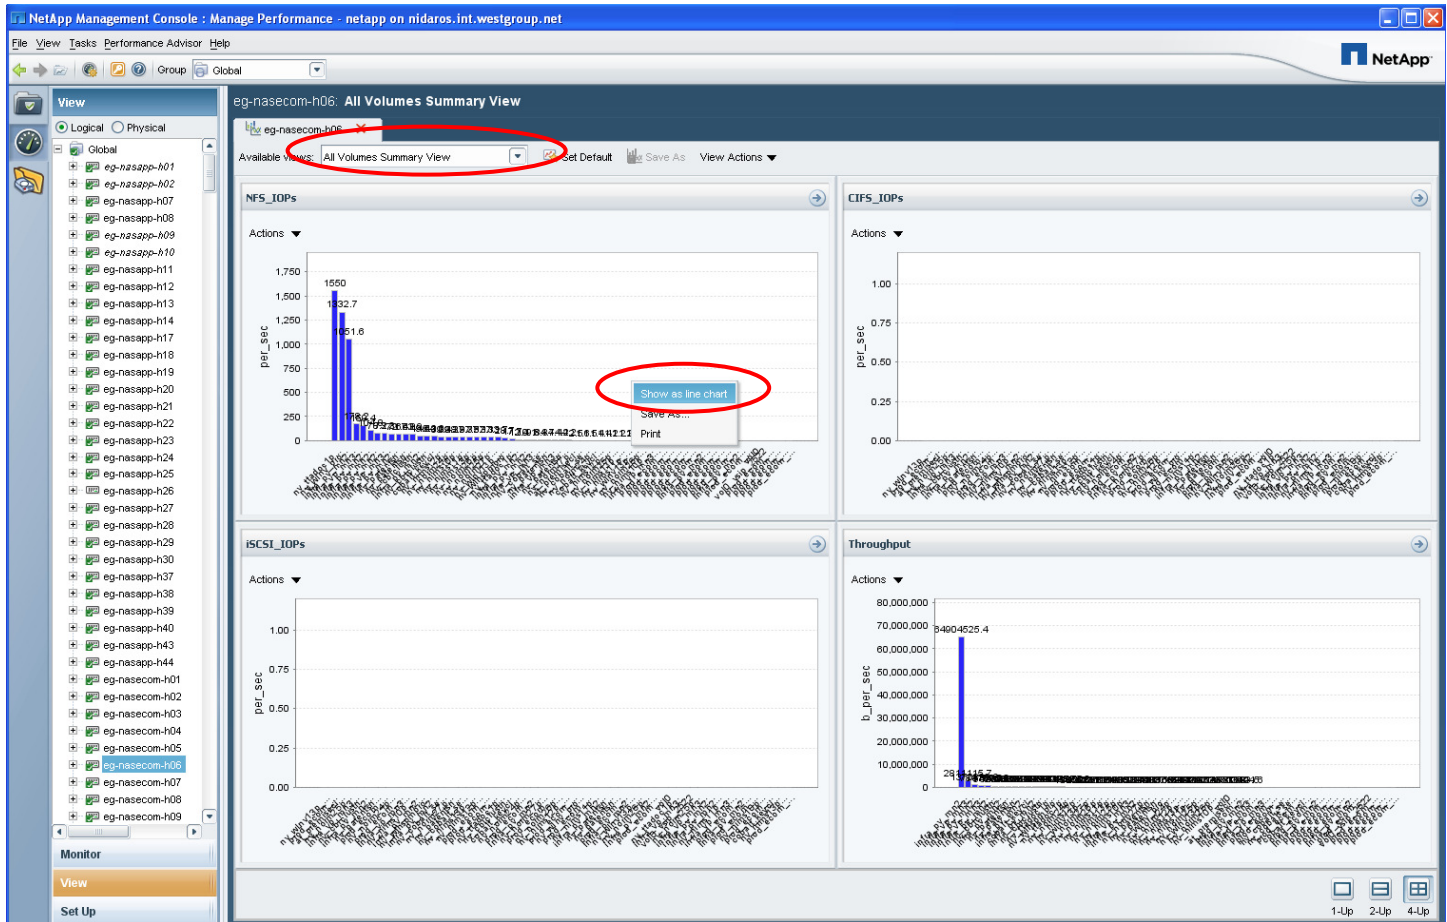 NetApp Management Console : Manage Performance - netapp on nidaros.int.westgroup.net
File View Tasks Performance Advisor Help
NetApp
Group Global
View
Logical Physical
Global
eg-nasapp-h01
eg-nasapp-h02
eg-nasapp-h07
eg-nasapp-h08
eg-nasapp-h09
eg-nasapp-h10
eg-nasapp-h11
eg-nasapp-h12
eg-nasapp-h13
eg-nasapp-h14
eg-nasapp-h17
eg-nasapp-h18
eg-nasapp-h19
eg-nasapp-h20
eg-nasapp-h21
eg-nasapp-h22
eg-nasapp-h23
eg-nasapp-h24
eg-nasapp-h25
eg-nasapp-h26
eg-nasapp-h27
eg-nasapp-h28
eg-nasapp-h29
eg-nasapp-h30
eg-nasapp-h37
eg-nasapp-h38
eg-nasapp-h39
eg-nasapp-h40
eg-nasapp-h43
eg-nasapp-h44
eg-nasecom-h01
eg-nasecom-h02
eg-nasecom-h03
eg-nasecom-h04
eg-nasecom-h05
eg-nasecom-h06
eg-nasecom-h07
eg-nasecom-h08
eg-nasecom-h09
Monitor
View
Set Up
eg-nasecom-h06: All Volumes Summary View
eg-nasecom-h06
Available views: All Volumes Summary View Set Default Save As View Actions
NFS_IOPs
Actions
per_sec
1,750
1,500
1,250
1,000
750
500
250
0
1550
1332.7
1051.6
Show as line chart
Save As...
Print
CIFS_IOPs
Actions
per_sec
1.00
0.75
0.50
0.25
0.00
iSCSI_IOPs
Actions
per_sec
1.00
0.75
0.50
0.25
0.00
Throughput
Actions
b_per_sec
80,000,000
70,000,000
60,000,000
50,000,000
40,000,000
30,000,000
20,000,000
10,000,000
0
64904525.4
1-Up 2-Up 4-Up